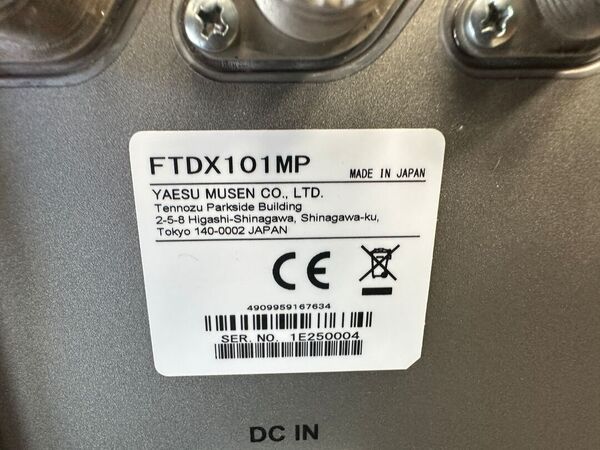 FTDX101MP MADE IN JAPAN
YAESU MUSEN CO., LTD.
Tennozu Parkside Building
2-5-8 Higashi-Shinagawa, Shinagawa-ku,
Tokyo 140-0002 JAPAN
CE
4909959167634
SER. NO. 1E250004
DC IN